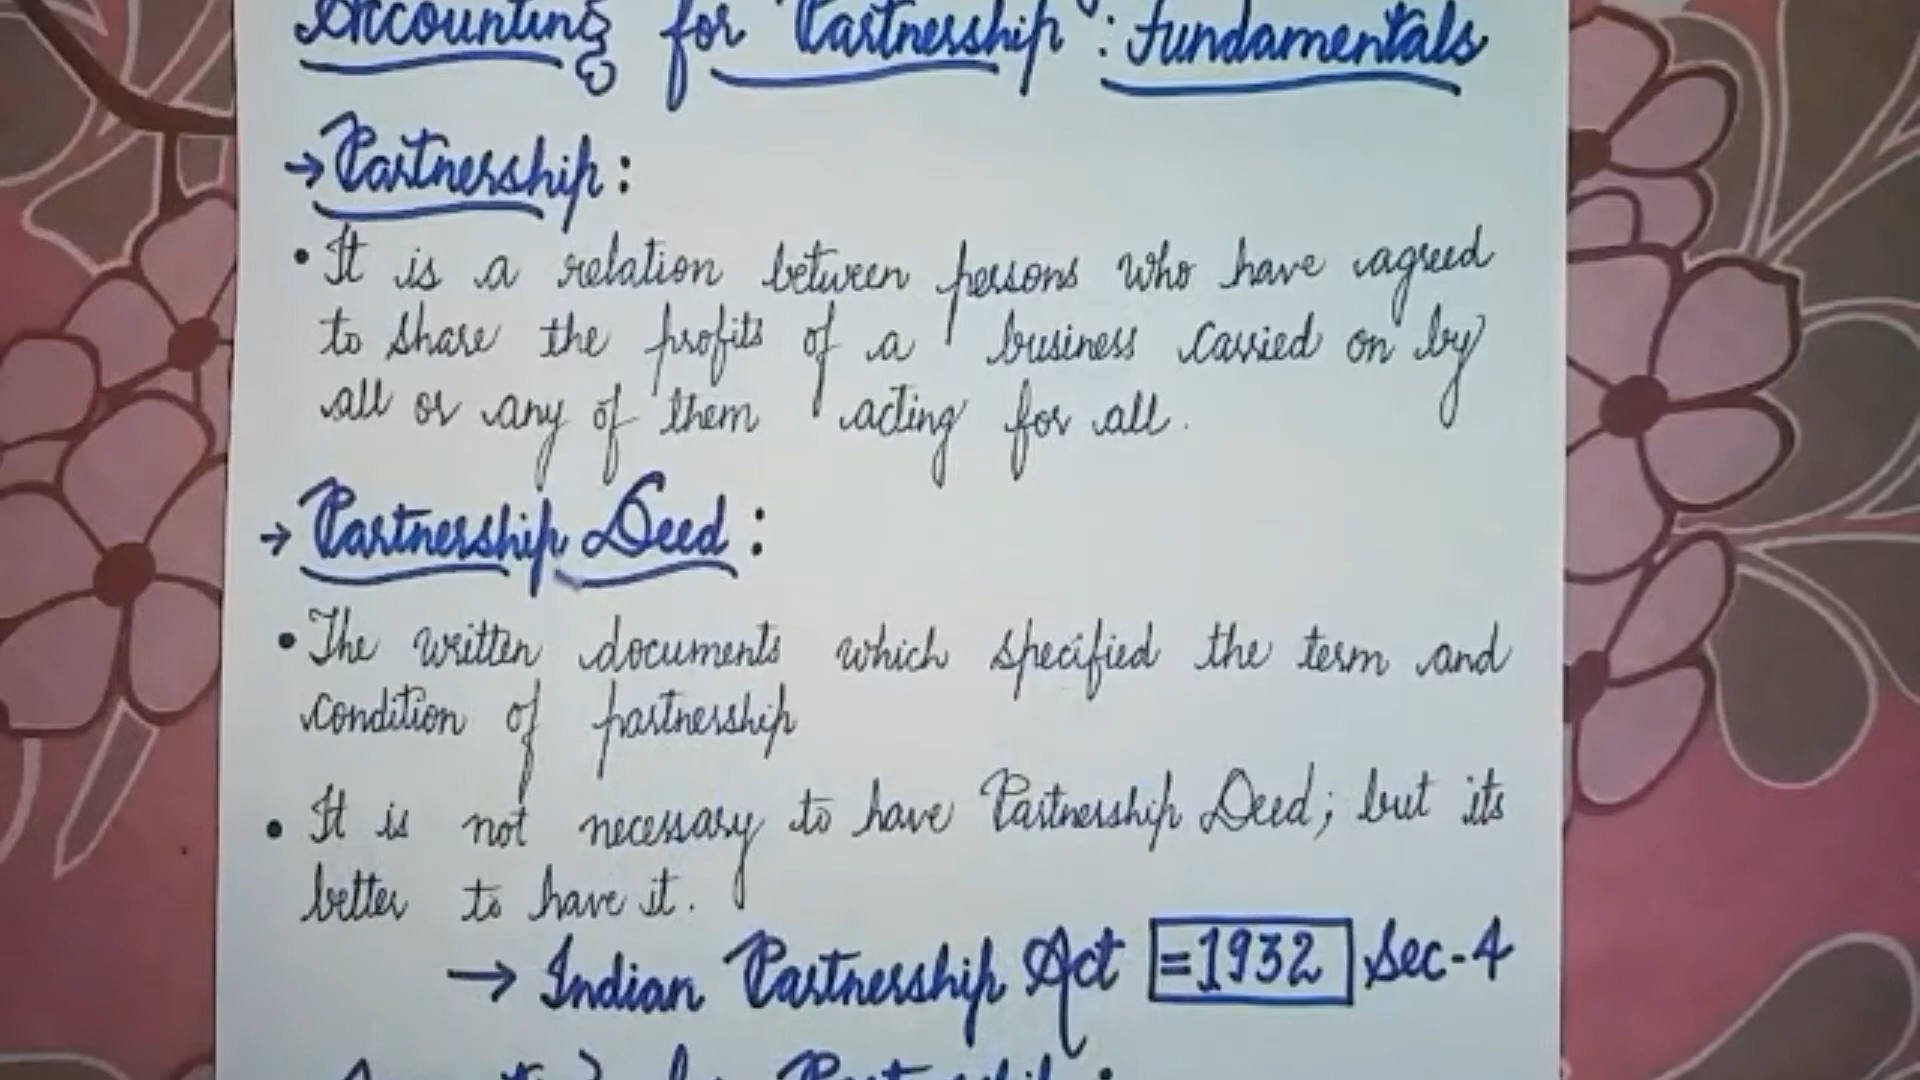 Accounting for Partnership : Fundamentals
→ Partnership :
• It is a relation between persons who have agreed
to share the profits of a business carried on by
all or any of them acting for all.
→ Partnership Deed :
• The written documents which specified the term and
condition of partnership
• It is not necessary to have Partnership Deed; but its
better to have it.
→ Indian Partnership Act =1932 Sec-4
for Partnership :